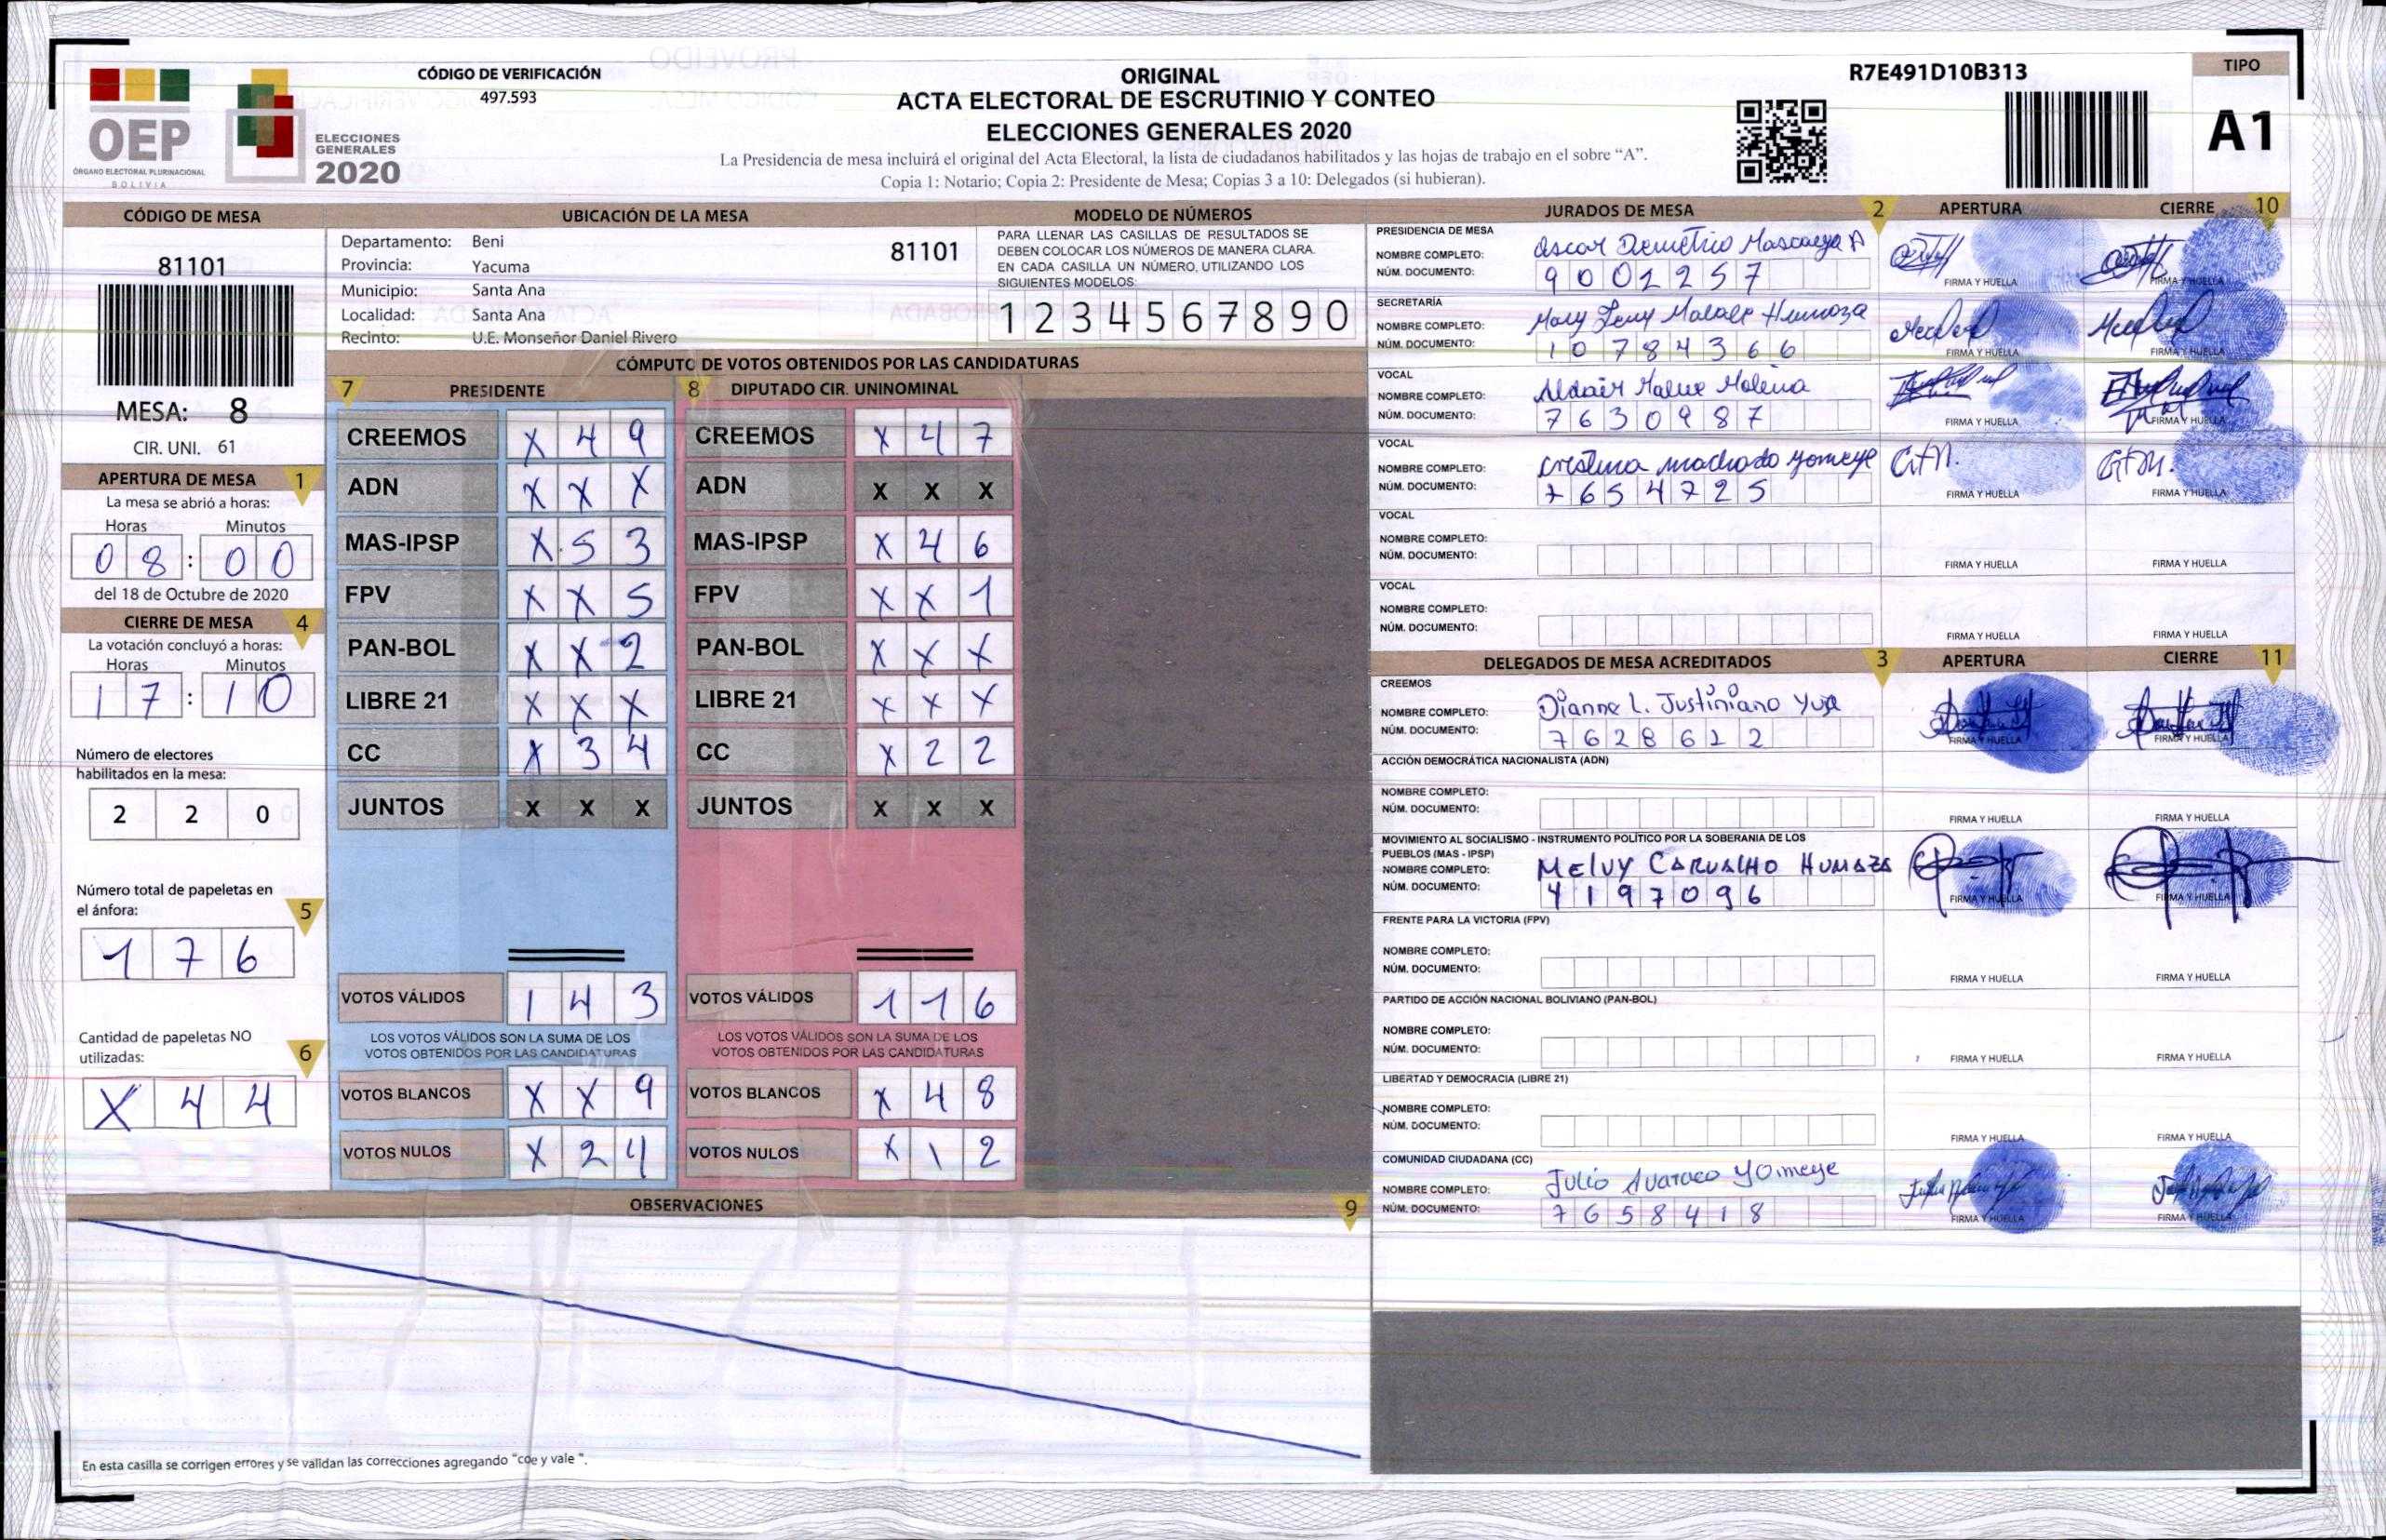 CÓDIGO DE VERIFICACIÓN
497.593
OEP
ÓRGANO ELECTORAL PLURINACIONAL
BOLIVIA
ELECCIONES
GENERALES
2020
ORIGINAL
ACTA ELECTORAL DE ESCRUTINIO Y CONTEO
ELECCIONES GENERALES 2020
La Presidencia de mesa incluirá el original del Acta Electoral, la lista de ciudadanos habilitados y las hojas de trabajo en el sobre “A”.
Copia 1: Notario; Copia 2: Presidente de Mesa; Copias 3 a 10: Delegados (si hubieran).
R7E491D10B313
TIPO
A1
CÓDIGO DE MESA
81101
MESA: 8
CIR. UNI. 61
APERTURA DE MESA 1
La mesa se abrió a horas:
Horas Minutos
0 8 : 0 0
del 18 de Octubre de 2020
CIERRE DE MESA 4
La votación concluyó a horas:
Horas Minutos
1 7 : 1 0
Número de electores
habilitados en la mesa:
2 2 0
Número total de papeletas en
el ánfora: 5
1 7 6
Cantidad de papeletas NO
utilizadas: 6
X 4 4
UBICACIÓN DE LA MESA
Departamento: Beni
Provincia: Yacuma
Municipio: Santa Ana
Localidad: Santa Ana
Recinto: U.E. Monseñor Daniel Rivero
81101
MODELO DE NÚMEROS
PARA LLENAR LAS CASILLAS DE RESULTADOS SE
DEBEN COLOCAR LOS NÚMEROS DE MANERA CLARA.
EN CADA CASILLA UN NÚMERO, UTILIZANDO LOS
SIGUIENTES MODELOS:
1 2 3 4 5 6 7 8 9 0
CÓMPUTO DE VOTOS OBTENIDOS POR LAS CANDIDATURAS
7 PRESIDENTE 8 DIPUTADO CIR. UNINOMINAL
CREEMOS X 4 9 CREEMOS X 4 7
ADN X X X ADN X X X
MAS-IPSP X 5 3 MAS-IPSP X 4 6
FPV X X 5 FPV X X 1
PAN-BOL X X 2 PAN-BOL X X X
LIBRE 21 X X X LIBRE 21 X X X
CC X 3 4 CC X 2 2
JUNTOS X X X JUNTOS X X X
VOTOS VÁLIDOS 1 4 3 VOTOS VÁLIDOS 1 1 6
LOS VOTOS VÁLIDOS SON LA SUMA DE LOS LOS VOTOS VÁLIDOS SON LA SUMA DE LOS
VOTOS OBTENIDOS POR LAS CANDIDATURAS VOTOS OBTENIDOS POR LAS CANDIDATURAS
VOTOS BLANCOS X X 9 VOTOS BLANCOS X 4 8
VOTOS NULOS X 2 4 VOTOS NULOS X 1 2
OBSERVACIONES 9
En esta casilla se corrigen errores y se validan las correcciones agregando "coe y vale ".
JURADOS DE MESA 2 APERTURA CIERRE 10
PRESIDENCIA DE MESA
NOMBRE COMPLETO: Oscar Demetrio A
NÚM. DOCUMENTO: 9 0 0 2 2 5 7
FIRMA Y HUELLA FIRMA Y HUELLA
SECRETARÍA
NOMBRE COMPLETO: Mary
NÚM. DOCUMENTO: 1 0 7 8 4 3 6 6
FIRMA Y HUELLA FIRMA Y HUELLA
VOCAL
NOMBRE COMPLETO: Aldair Malue Molina
NÚM. DOCUMENTO: 7 6 3 0 9 8 7
FIRMA Y HUELLA FIRMA Y HUELLA
VOCAL
NOMBRE COMPLETO: Cristina machado yomeye
NÚM. DOCUMENTO: 7 6 5 4 7 2 5
FIRMA Y HUELLA FIRMA Y HUELLA
VOCAL
NOMBRE COMPLETO:
NÚM. DOCUMENTO:
FIRMA Y HUELLA FIRMA Y HUELLA
VOCAL
NOMBRE COMPLETO:
NÚM. DOCUMENTO:
FIRMA Y HUELLA FIRMA Y HUELLA
DELEGADOS DE MESA ACREDITADOS 3 APERTURA CIERRE 11
CREEMOS
NOMBRE COMPLETO: Dianne L. Justiniano Yuja
NÚM. DOCUMENTO: 7 6 2 8 6 2 2
FIRMA Y HUELLA FIRMA Y HUELLA
ACCIÓN DEMOCRÁTICA NACIONALISTA (ADN)
NOMBRE COMPLETO:
NÚM. DOCUMENTO:
FIRMA Y HUELLA FIRMA Y HUELLA
MOVIMIENTO AL SOCIALISMO - INSTRUMENTO POLÍTICO POR LA SOBERANIA DE LOS
PUEBLOS (MAS - IPSP)
NOMBRE COMPLETO: MELVY CARVALHO HUMAZA
NÚM. DOCUMENTO: 4 1 9 7 0 9 6
FIRMA Y HUELLA FIRMA Y HUELLA
FRENTE PARA LA VICTORIA (FPV)
NOMBRE COMPLETO:
NÚM. DOCUMENTO:
FIRMA Y HUELLA FIRMA Y HUELLA
PARTIDO DE ACCIÓN NACIONAL BOLIVIANO (PAN-BOL)
NOMBRE COMPLETO:
NÚM. DOCUMENTO:
FIRMA Y HUELLA FIRMA Y HUELLA
LIBERTAD Y DEMOCRACIA (LIBRE 21)
NOMBRE COMPLETO:
NÚM. DOCUMENTO:
FIRMA Y HUELLA FIRMA Y HUELLA
COMUNIDAD CIUDADANA (CC)
NOMBRE COMPLETO: Julio yomeye
NÚM. DOCUMENTO: 7 6 5 8 4 1 8
FIRMA Y HUELLA FIRMA Y HUELLA